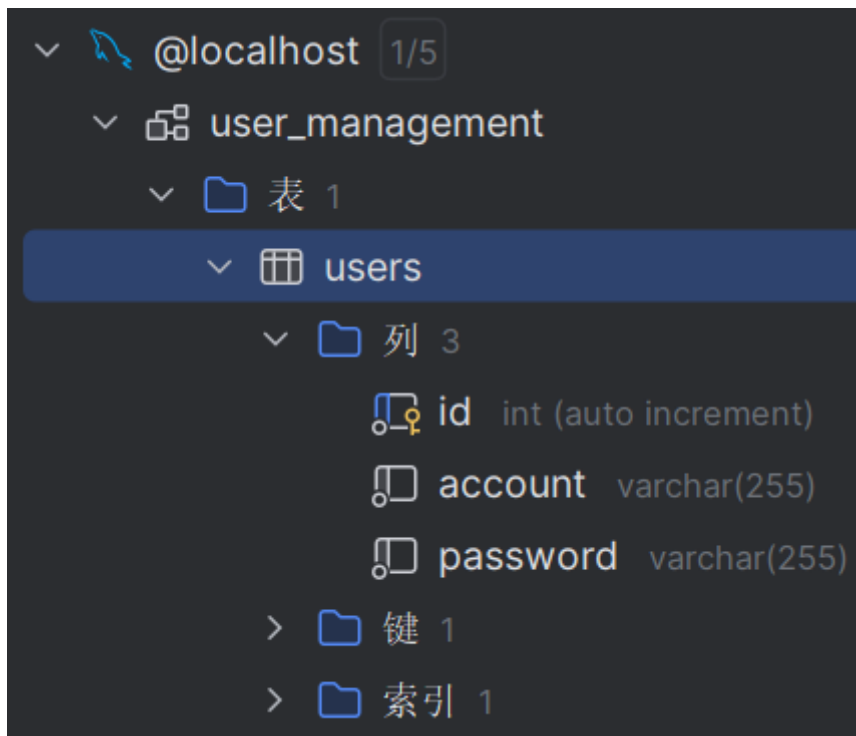 @localhost 1/5
user_management
表 1
users
列 3
id int (auto increment)
account varchar(255)
password varchar(255)
键 1
索引 1